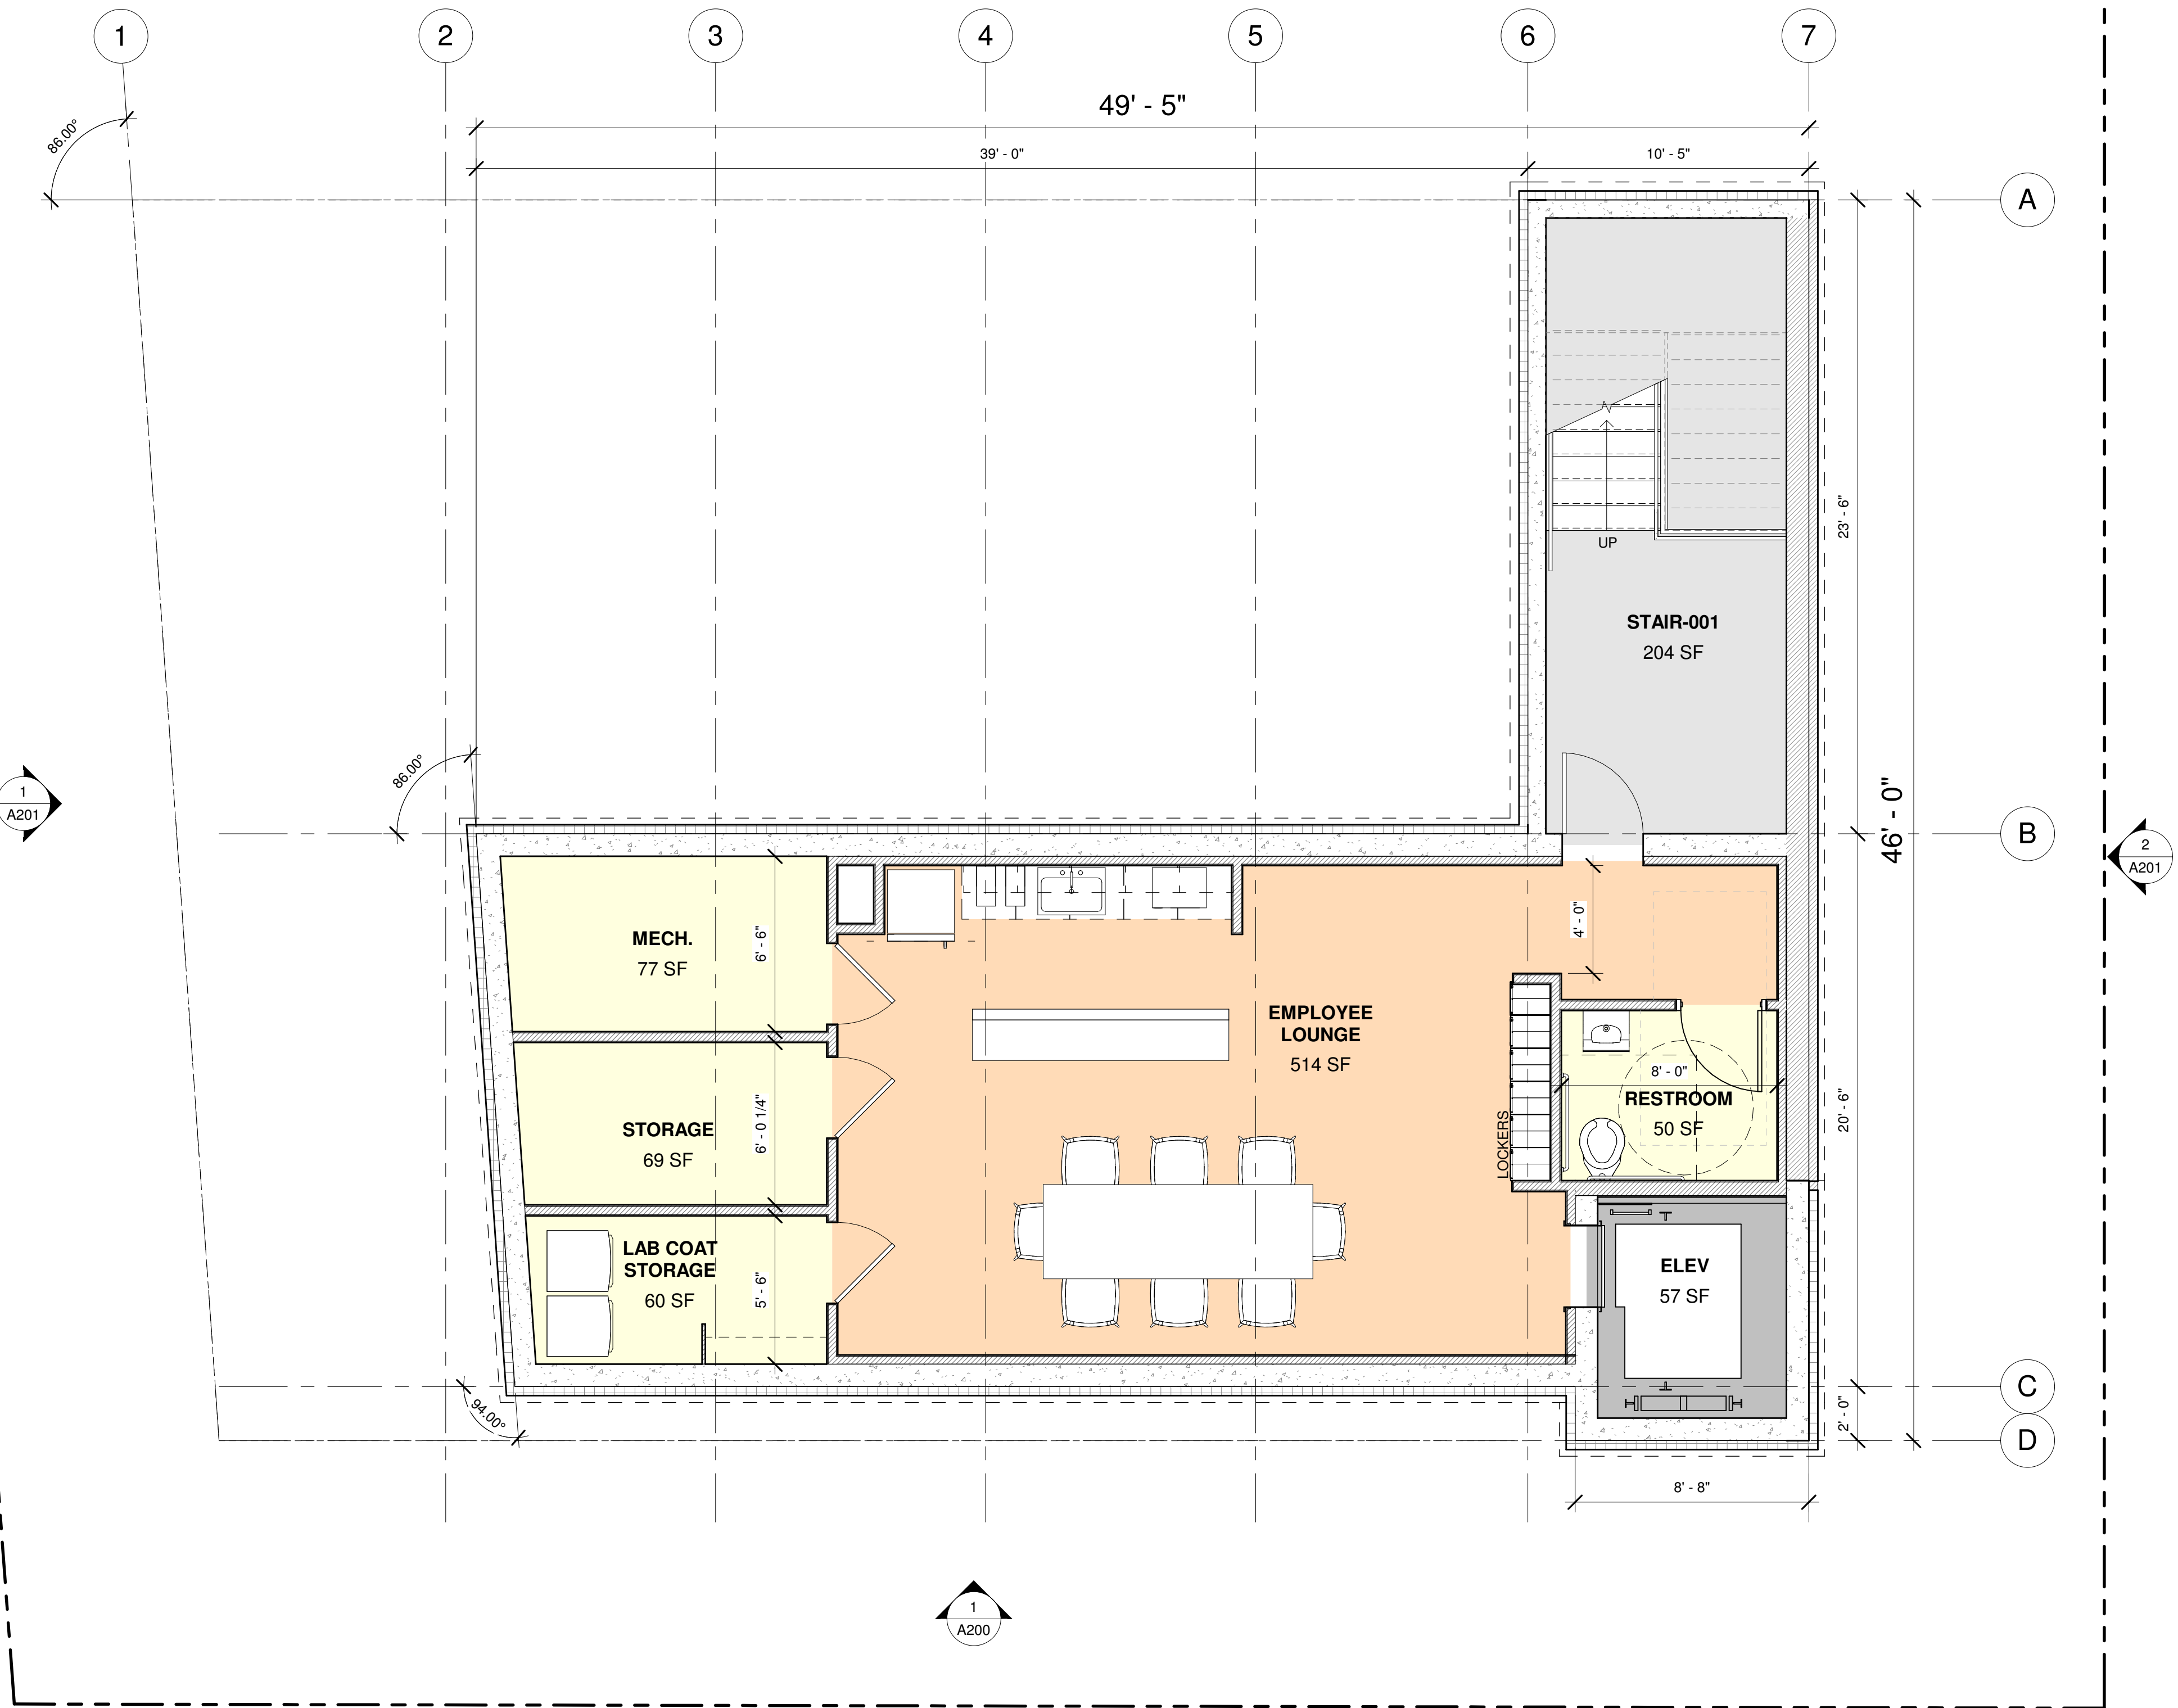 1
2
3
4
5
6
7
49' - 5"
39' - 0"
10' - 5"
86.00°
A
23' - 6"
UP
STAIR-001
204 SF
86.00°
1
A201
46' - 0"
B
2
A201
MECH.
77 SF
6' - 6"
4' - 0"
EMPLOYEE
LOUNGE
514 SF
8' - 0"
RESTROOM
50 SF
20' - 6"
STORAGE
69 SF
6' - 0 1/4"
LOCKERS
LAB COAT
STORAGE
60 SF
5' - 6"
ELEV
57 SF
C
94.00°
2' - 0"
D
8' - 8"
1
A200